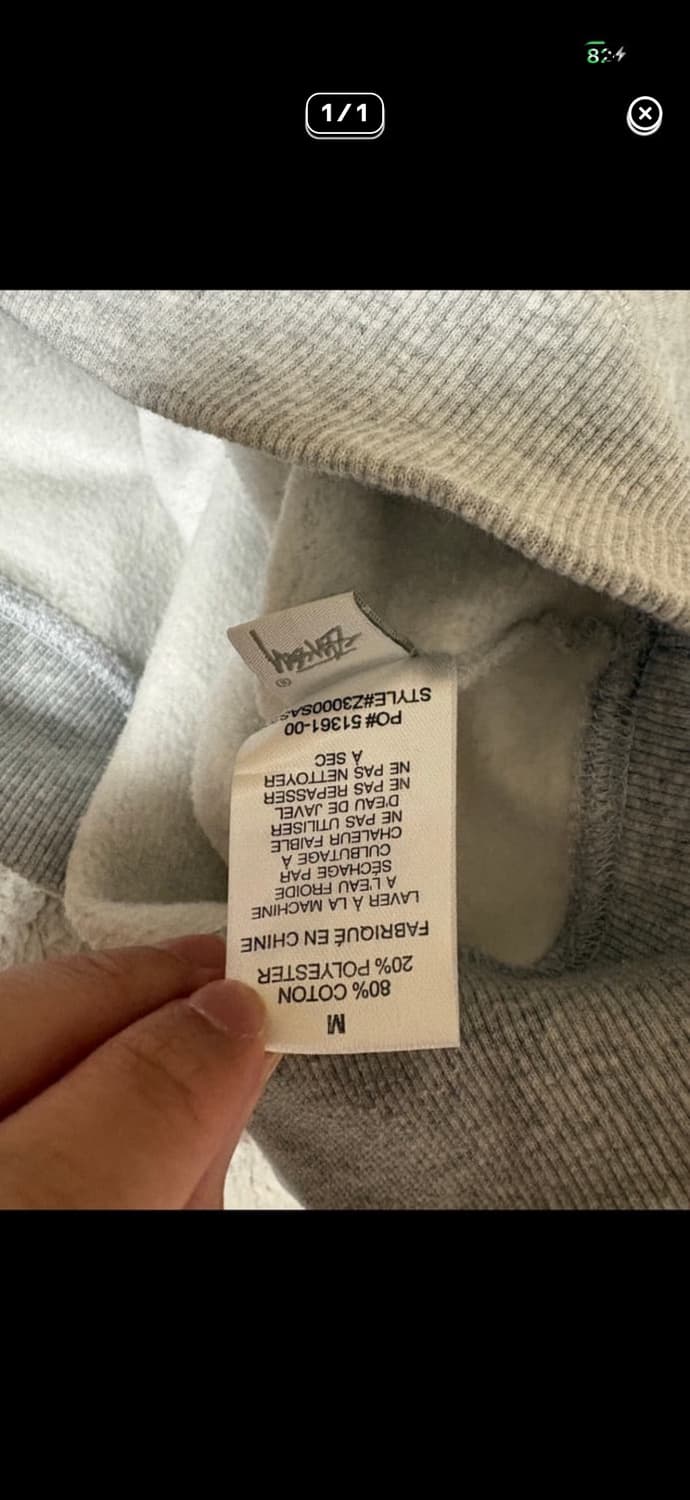 82
1/1
M
80% COTON
20% POLYESTER
FABRIQUÉ EN CHINE
LAVER À LA MACHINE
A L'EAU FROIDE
SÉCHAGE PAR
CULBUTAGE À
CHALEUR FAIBLE
NE PAS UTILISER
D'EAU DE JAVEL
NE PAS REPASSER
NE PAS NETTOYER
À SEC
PO# 51361-00
®